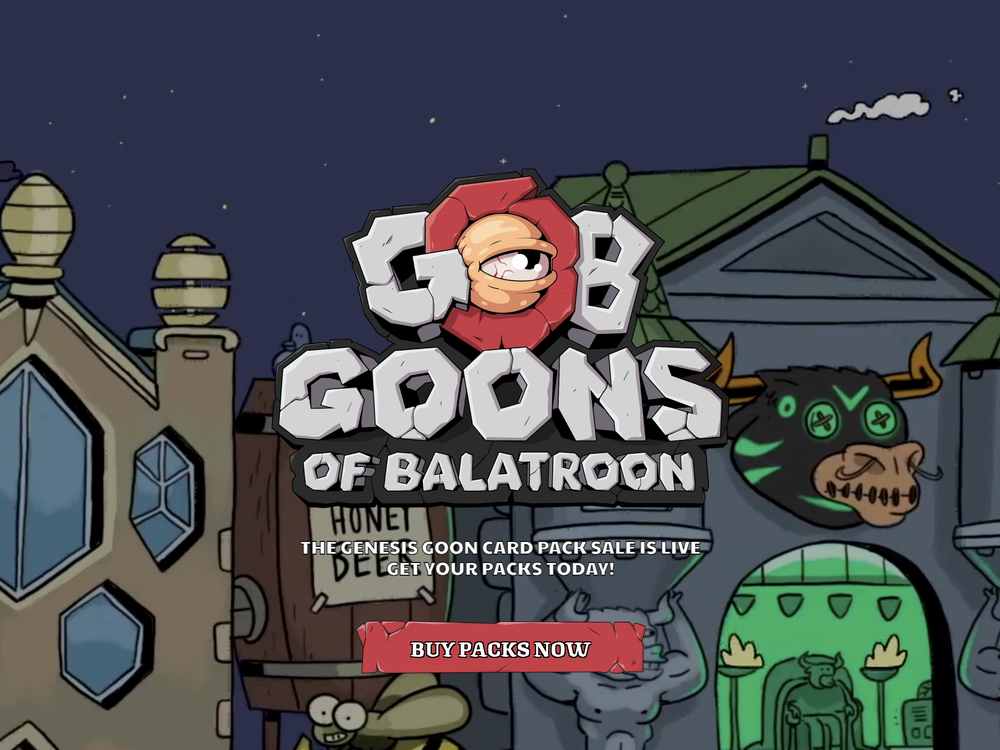 GOB
GOONS
OF BALATROON
HONEY
BEER
THE GENESIS GOON CARD PACK SALE IS LIVE
GET YOUR PACKS TODAY!
BUY PACKS NOW